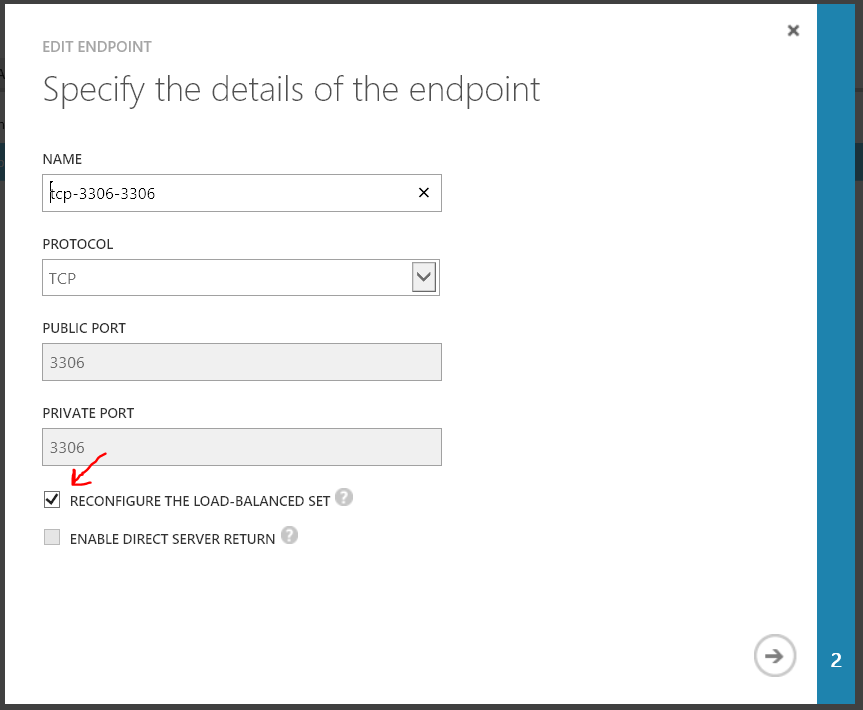 EDIT ENDPOINT
Specify the details of the endpoint
NAME
tcp-3306-3306
PROTOCOL
TCP
PUBLIC PORT
3306
PRIVATE PORT
3306
RECONFIGURE THE LOAD-BALANCED SET ?
ENABLE DIRECT SERVER RETURN ?
2